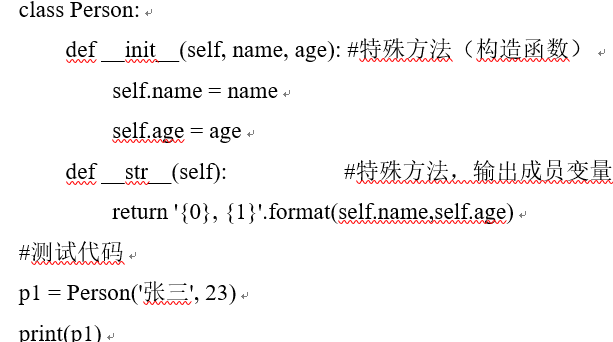 class Person:
def __init__(self, name, age): #特殊方法（构造函数）
self.name = name
self.age = age
def __str__(self): #特殊方法，输出成员变量
return '{0}, {1}'.format(self.name,self.age)
#测试代码
p1 = Person('张三', 23)
print(p1)